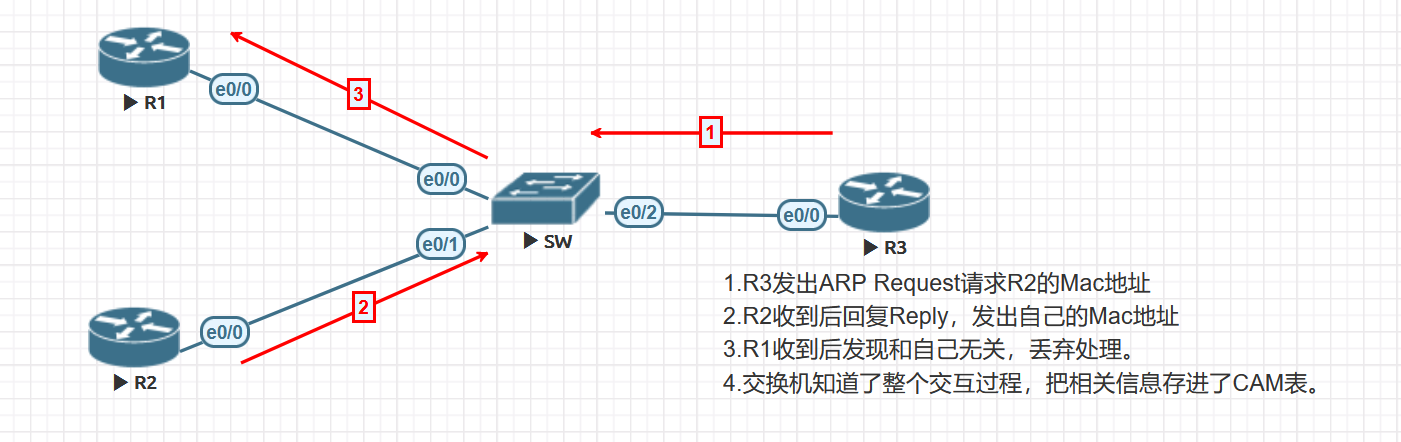 e0/0
R1
3
1
e0/0
SW
e0/2
e0/0
R3
e0/1
2
e0/0
R2
1.R3发出ARP Request请求R2的Mac地址
2.R2收到后回复Reply，发出自己的Mac地址
3.R1收到后发现和自己无关，丢弃处理。
4.交换机知道了整个交互过程，把相关信息存进了CAM表。